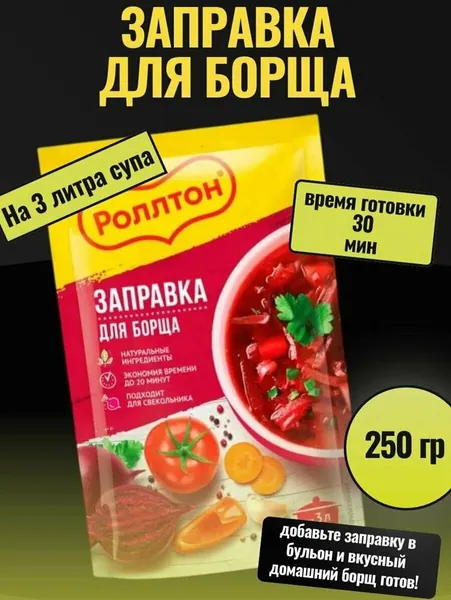 ЗАПРАВКА
ДЛЯ БОРЩА
На 3 литра супа
время готовки
30
мин
Роллтон
ЗАПРАВКА
ДЛЯ БОРЩА
НАТУРАЛЬНЫЕ
ИНГРЕДИЕНТЫ
ЭКОНОМИЯ ВРЕМЕНИ
ДО 20 МИНУТ
ПОДХОДИТ
ДЛЯ СВЕКОЛЬНИКА
250 гр
3 л
добавьте заправку в
бульон и вкусный
домашний борщ готов!